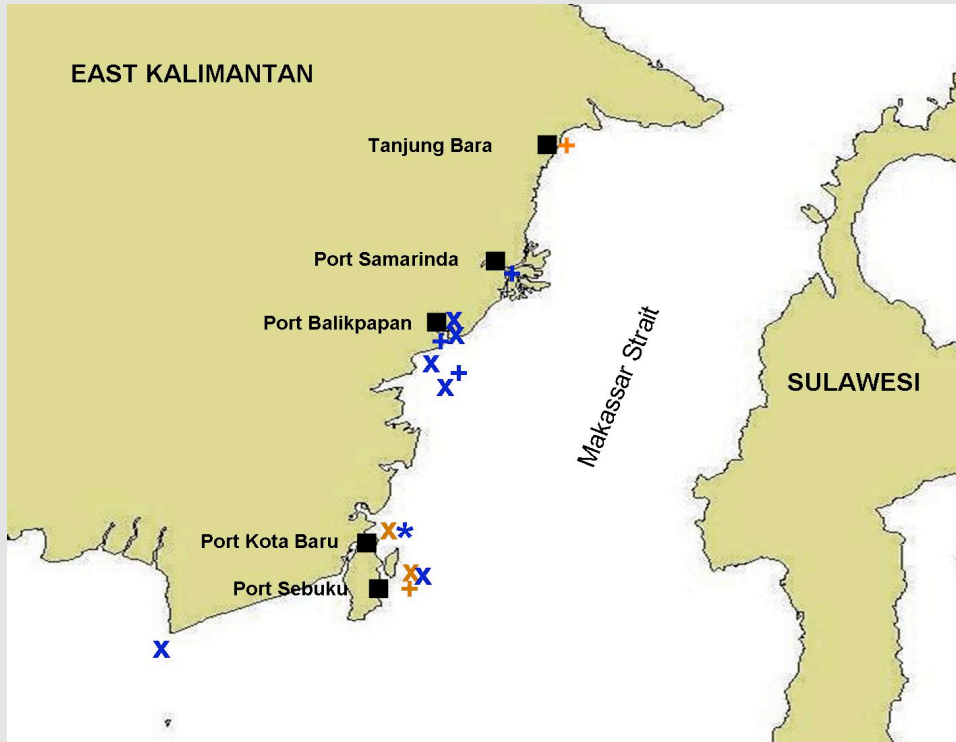 EAST KALIMANTAN
Tanjung Bara
Port Samarinda
Port Balikpapan
Makassar Strait
SULAWESI
Port Kota Baru
Port Sebuku